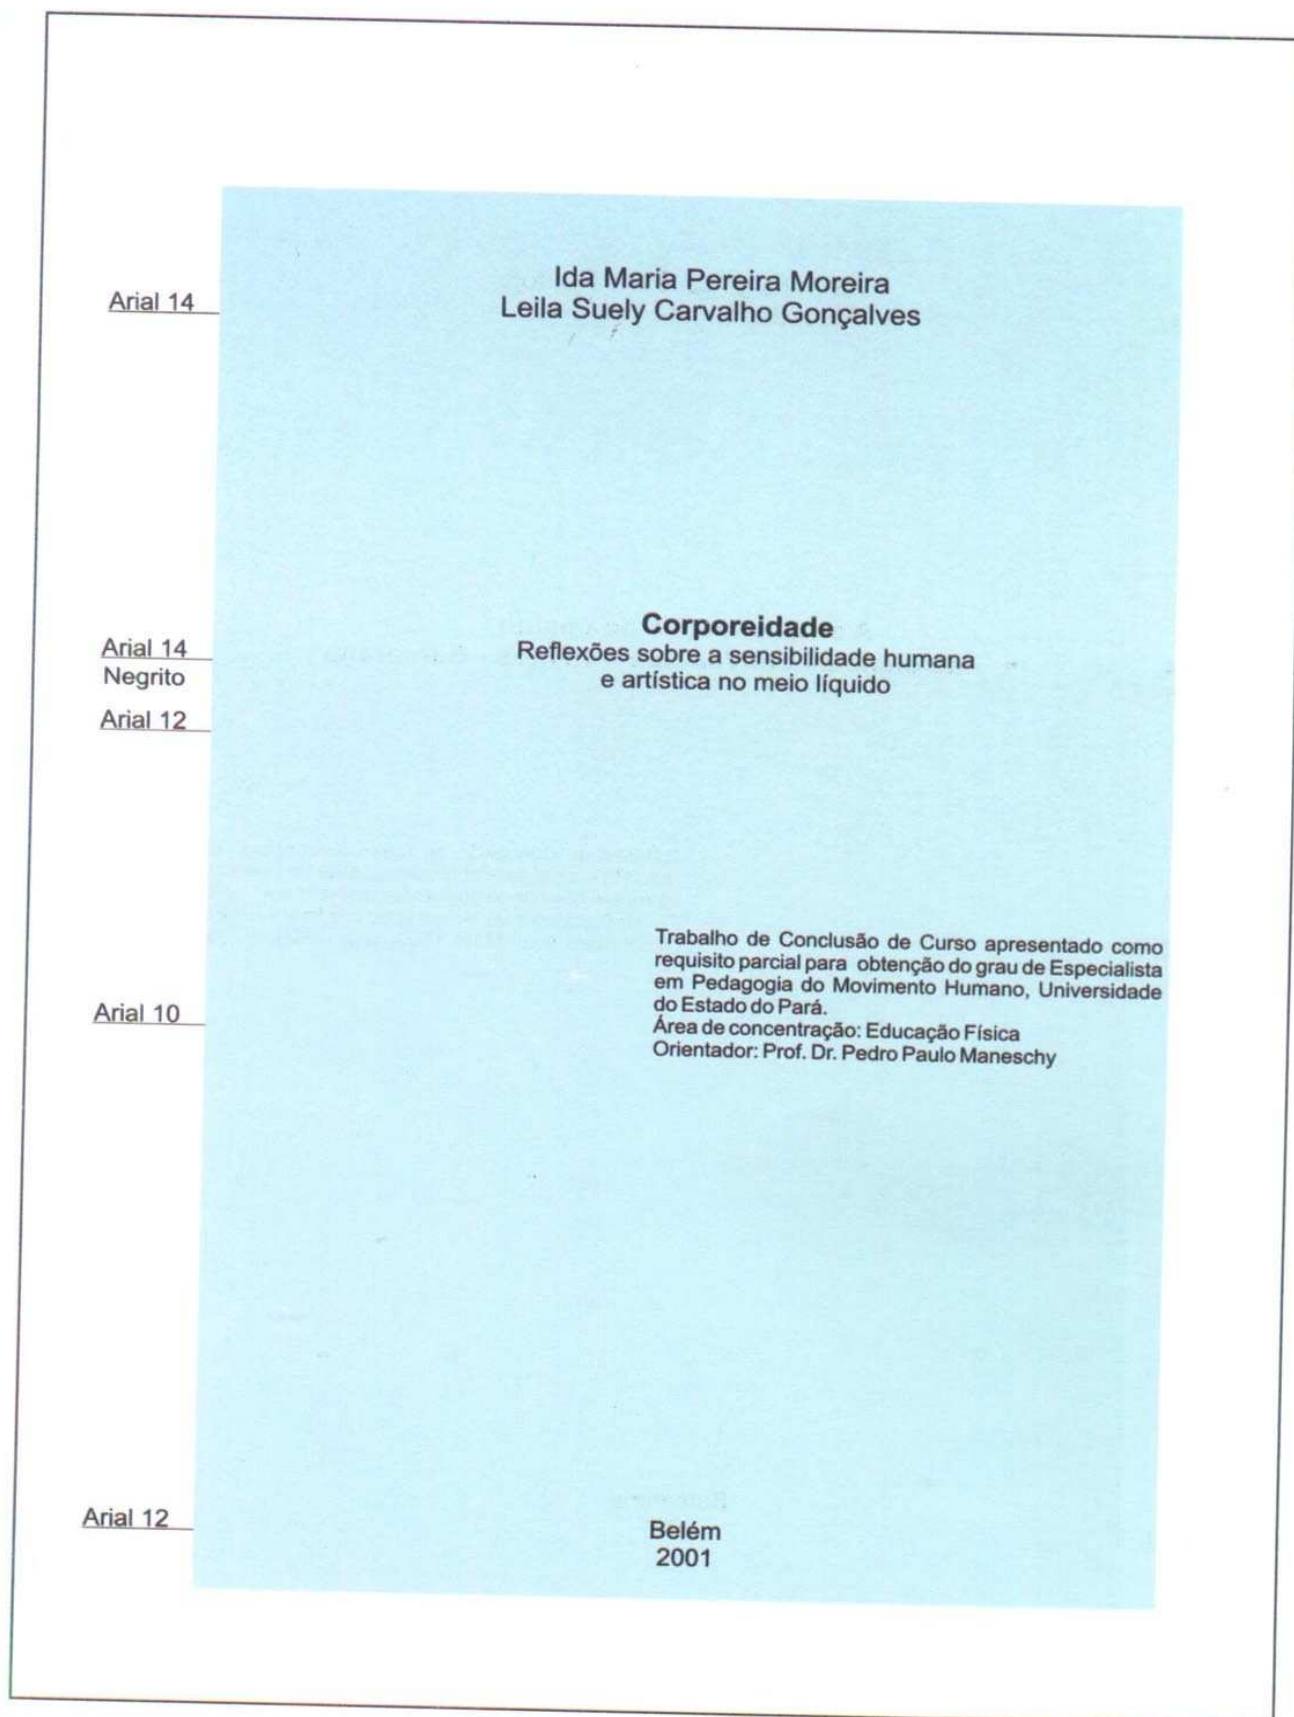 Ida Maria Pereira Moreira
Arial 14
Leila Suely Carvalho Gonçalves
Corporeidade
Arial 14
Reflexões sobre a sensibilidade humana
Negrito
e artística no meio líquido
Arial 12
Trabalho de Conclusão de Curso apresentado como
requisito parcial para obtenção do grau de Especialista
em Pedagogia do Movimento Humano, Universidade
do Estado do Pará.
Arial 10
Área de concentração: Educação Física
Orientador: Prof. Dr. Pedro Paulo Maneschy
Arial 12
Belém
2001